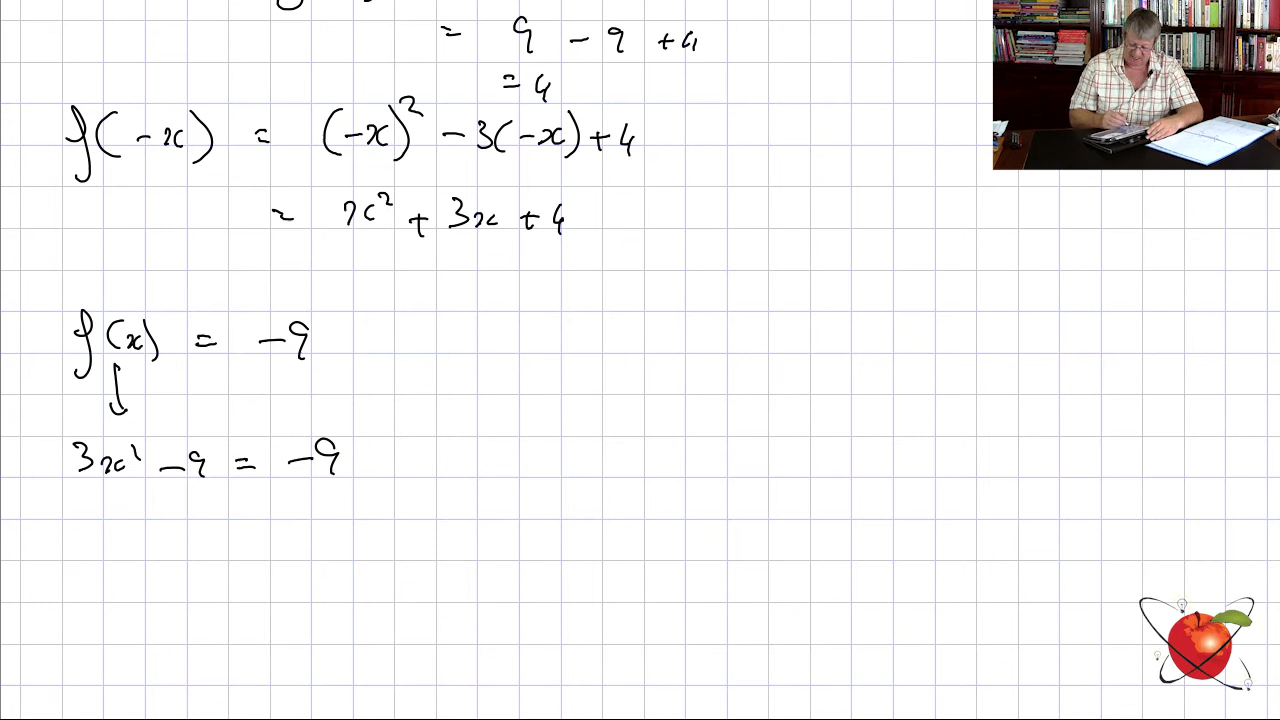 = 9 - 9 + 4
= 4
f(-x) = (-x)² - 3(-x) + 4
= x² + 3x + 4
f(x) = -9
↓
3x² - 9 = -9